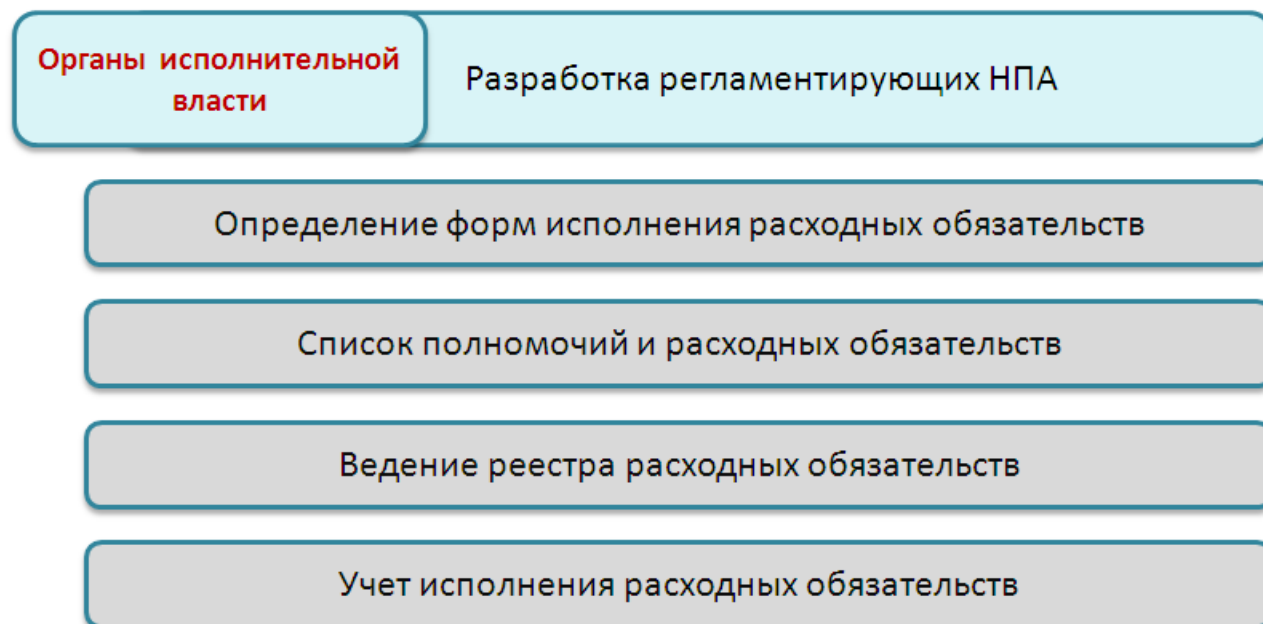 Органы исполнительной
власти
Разработка регламентирующих НПА
Определение форм исполнения расходных обязательств
Список полномочий и расходных обязательств
Ведение реестра расходных обязательств
Учет исполнения расходных обязательств